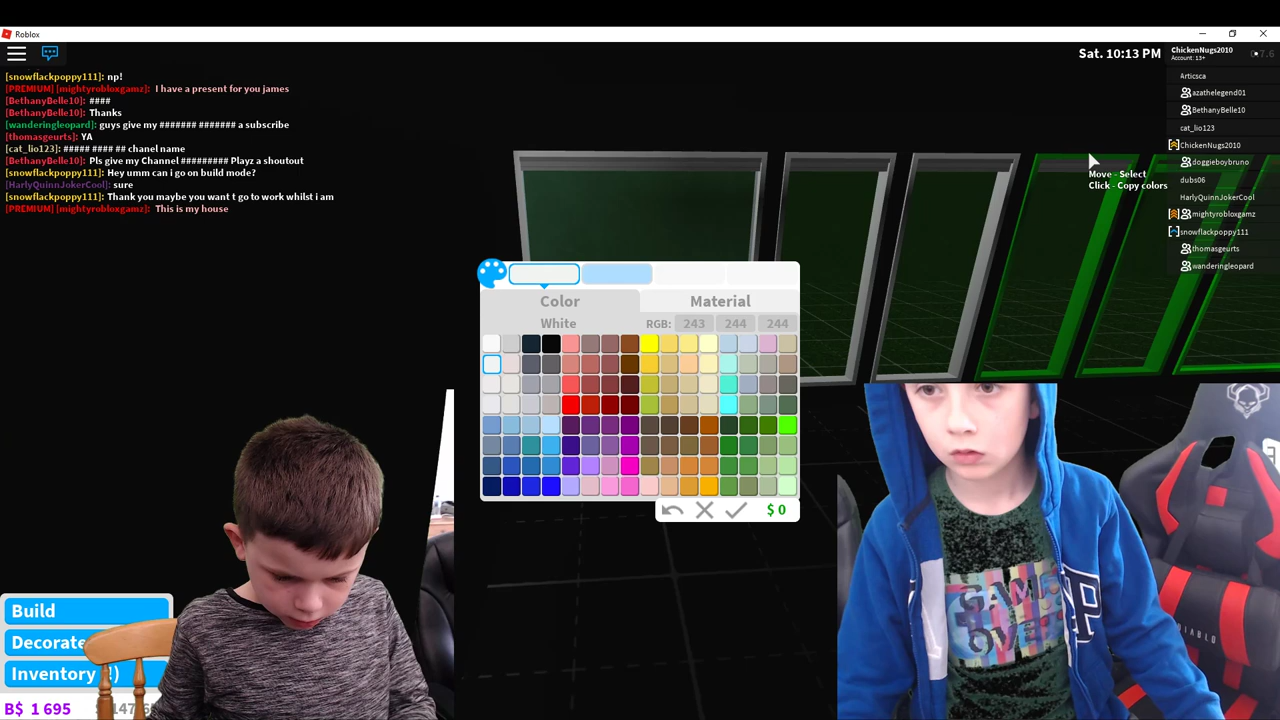 Roblox
Sat. 10:13 PM
ChickenNugs2010
Account: 13+
7.6
[snowflackpoppy111]: np!
[PREMIUM] [mightyrobloxgamz]: I have a present for you james
[BethanyBelle10]: ####
[BethanyBelle10]: Thanks
[wanderingleopard]: guys give my ####### ####### a subscribe
[thomasgeurts]: YA
[cat_lio123]: ##### #### ## chanel name
[BethanyBelle10]: Pls give my Channel ######### Playz a shoutout
[snowflackpoppy111]: Hey umm can i go on build mode?
[HarlyQuinnJokerCool]: sure
[snowflackpoppy111]: Thank you maybe you want t go to work whilst i am
[PREMIUM] [mightyrobloxgamz]: This is my house
Articsca
azathelegend01
BethanyBelle10
cat_lio123
ChickenNugs2010
doggieboybruno
dubs06
HarlyQuinnJokerCool
mightyrobloxgamz
snowflackpoppy111
thomasgeurts
wanderingleopard
Move - Select
Click - Copy colors
Color
Material
White
RGB: 243 244 244
$ 0
Build
Decorate
Inventory
B$ 1 695
GAME
OVER
DIABLO